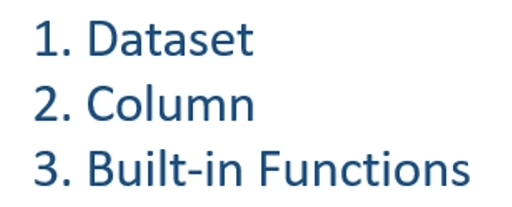 1. Dataset
2. Column
3. Built-in Functions